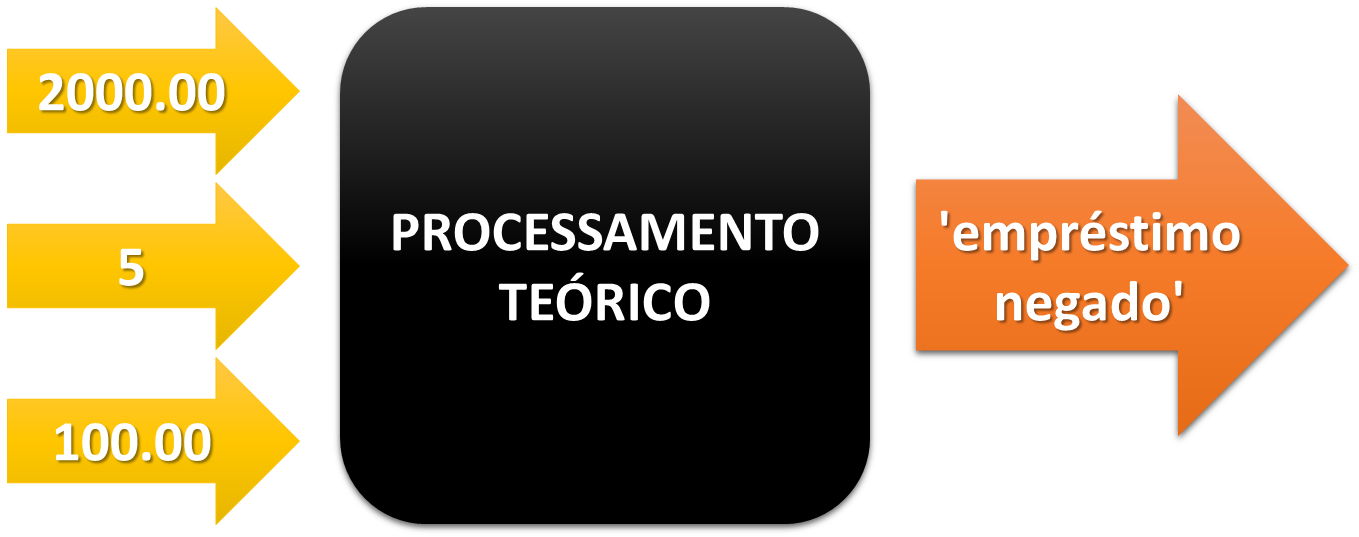 2000.00
5
100.00
PROCESSAMENTO
TEÓRICO
'empréstimo
negado'